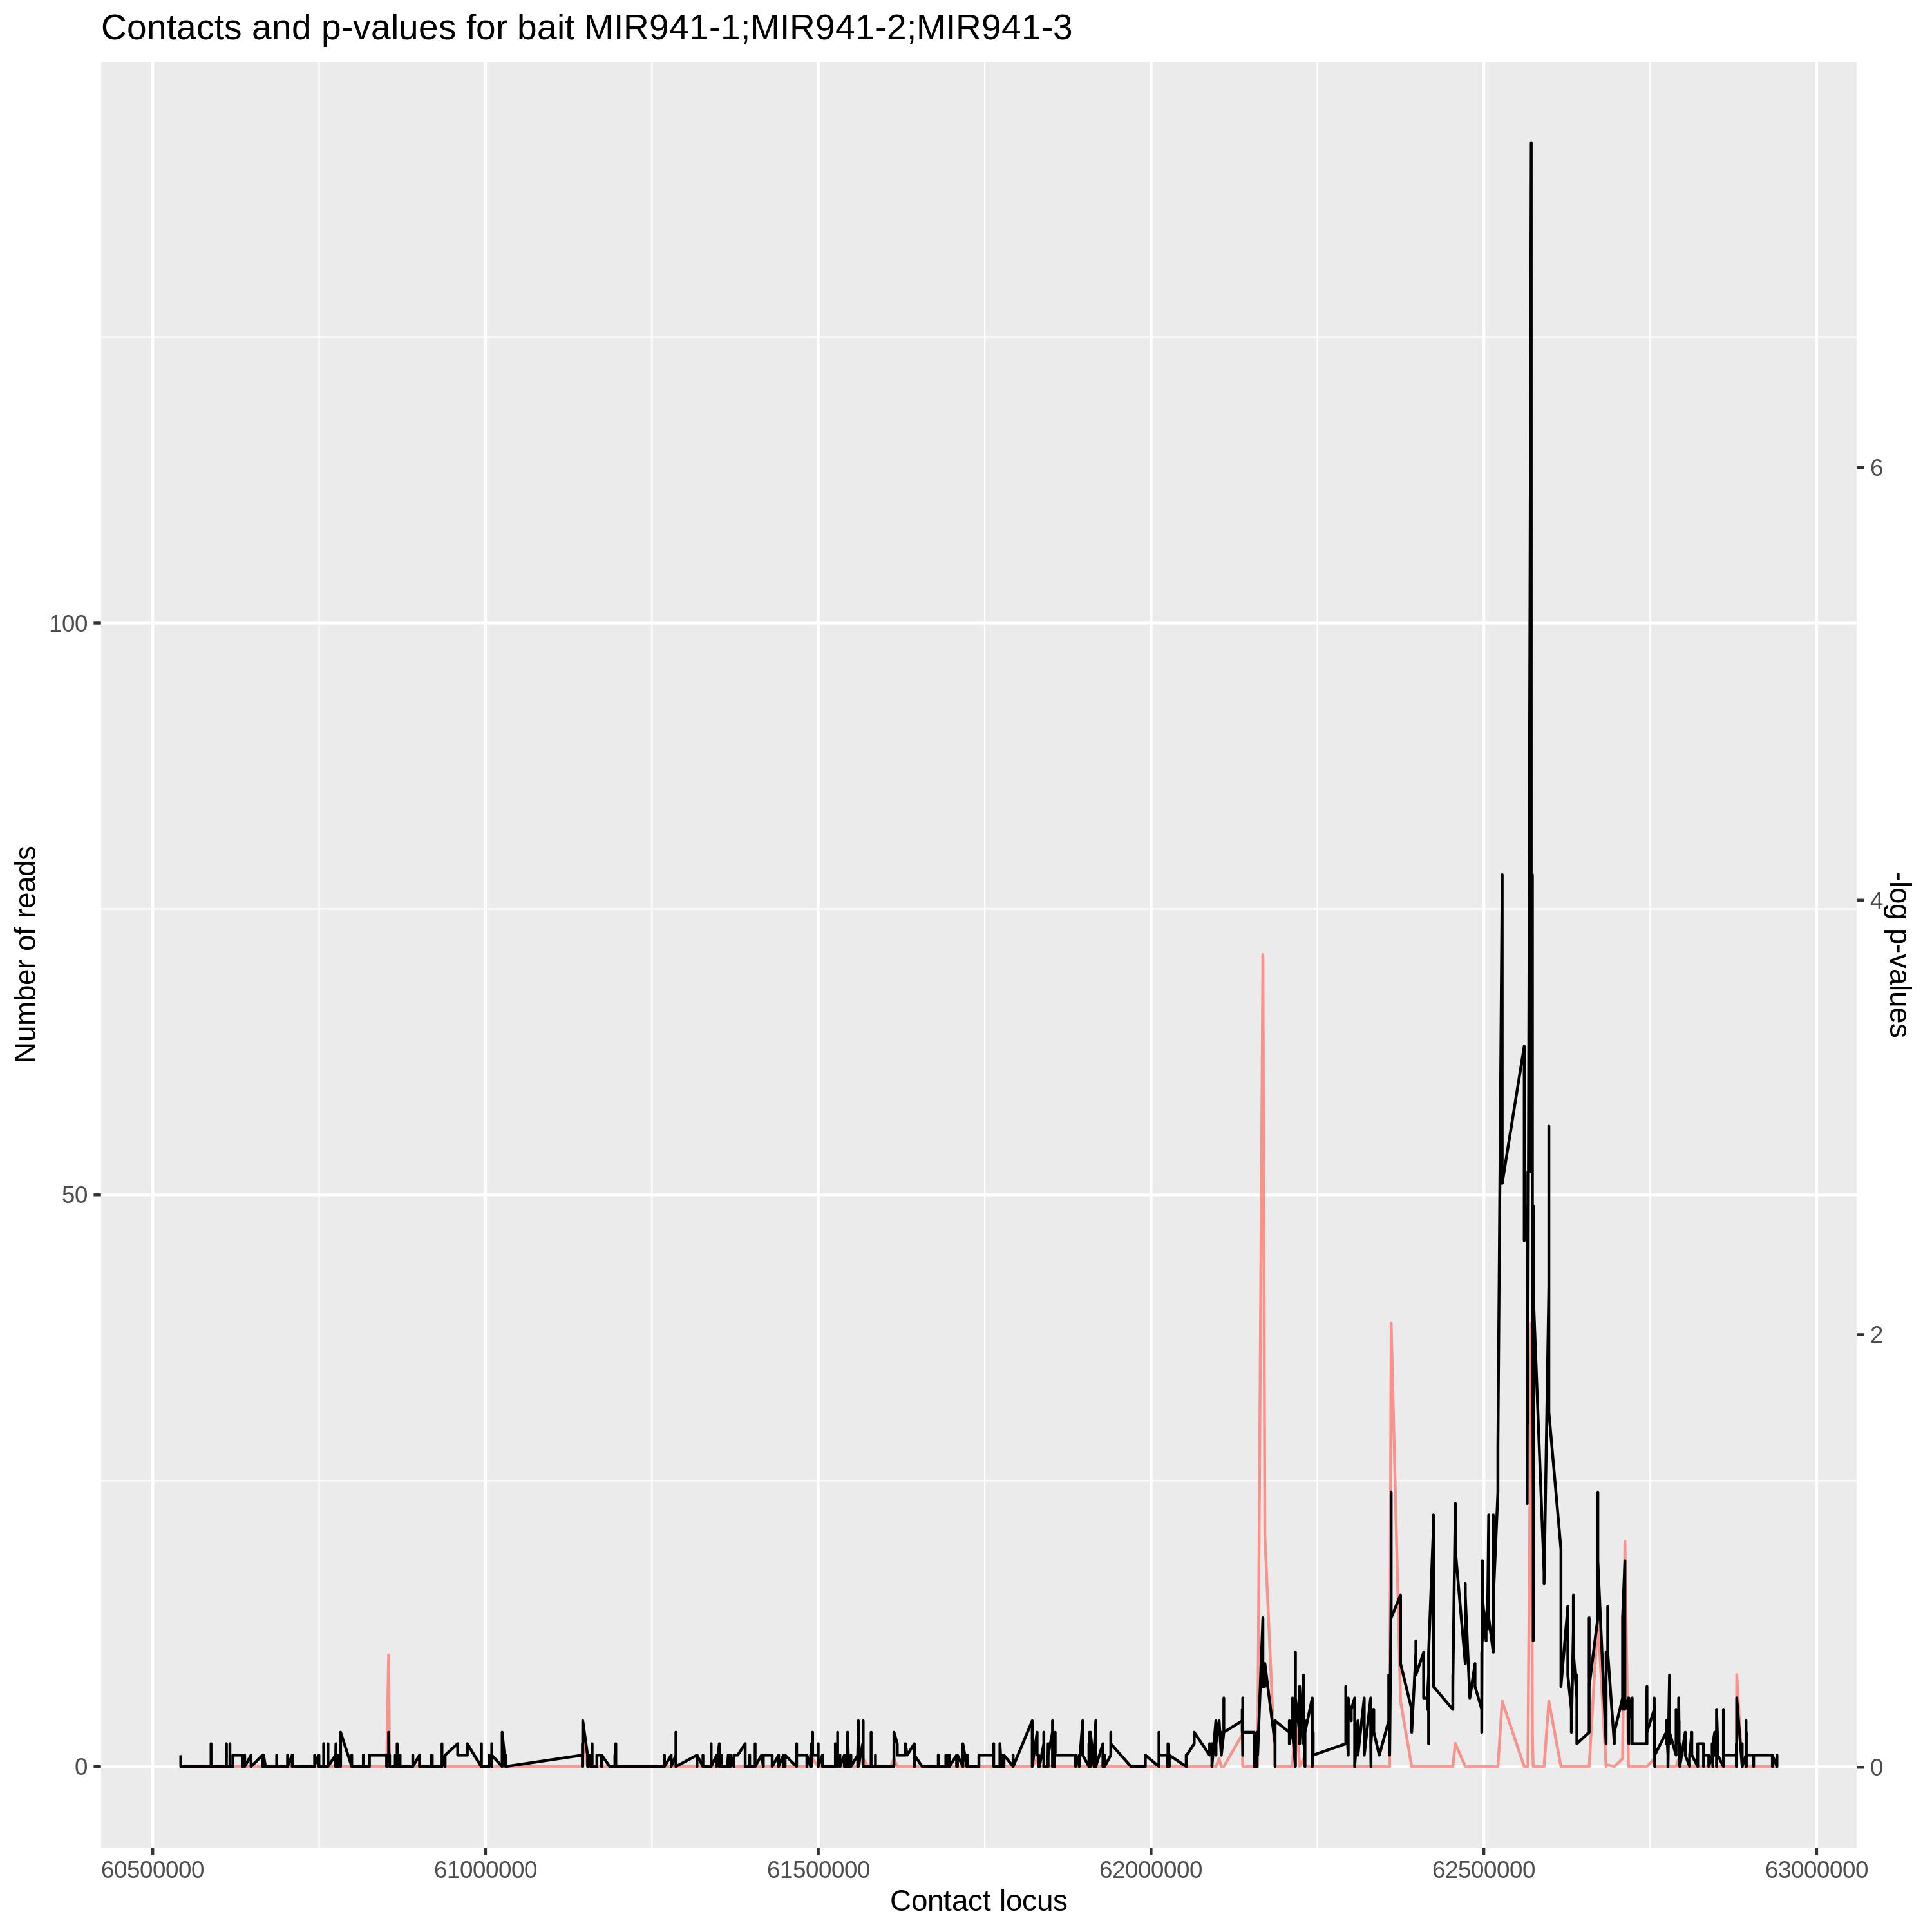 Contacts and p-values for bait MIR941-1;MIR941-2;MIR941-3
Number of reads
100
50
0
6
4
2
0
-log p-values
60500000 61000000 61500000 62000000 62500000 63000000
Contact locus